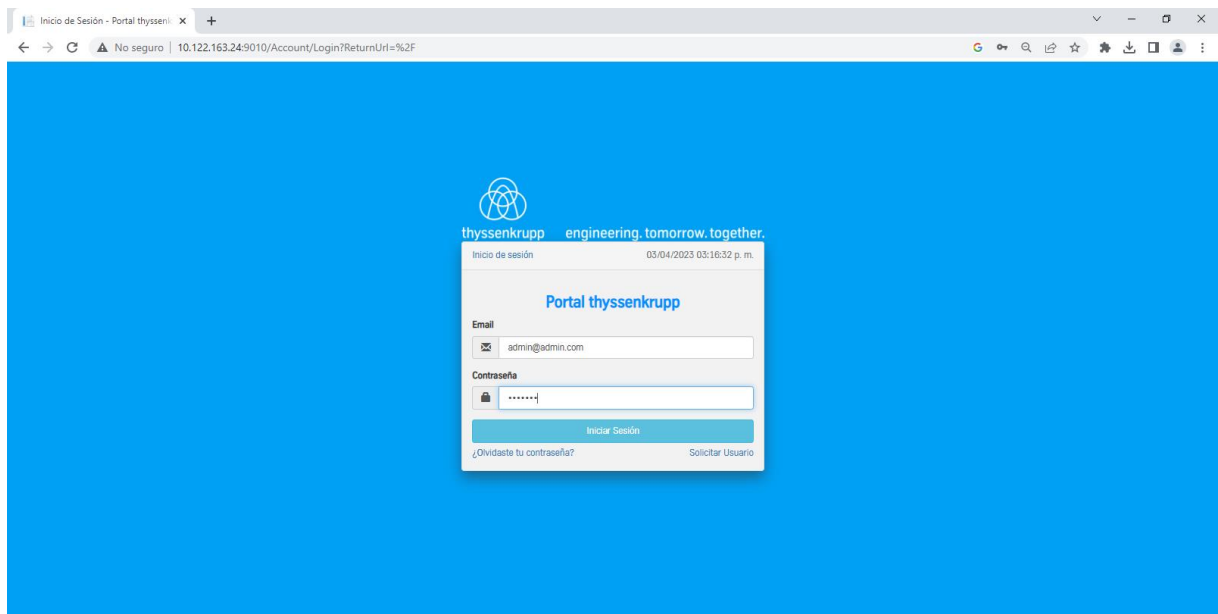 Inicio de Sesión - Portal thyssenk
No seguro | 10.122.163.24:9010/Account/Login?ReturnUrl=%2F
thyssenkrupp engineering. tomorrow. together.
Inicio de sesión 03/04/2023 03:16:32 p. m.
Portal thyssenkrupp
Email
admin@admin.com
Contraseña
•••••••
Iniciar Sesión
¿Olvidaste tu contraseña? Solicitar Usuario